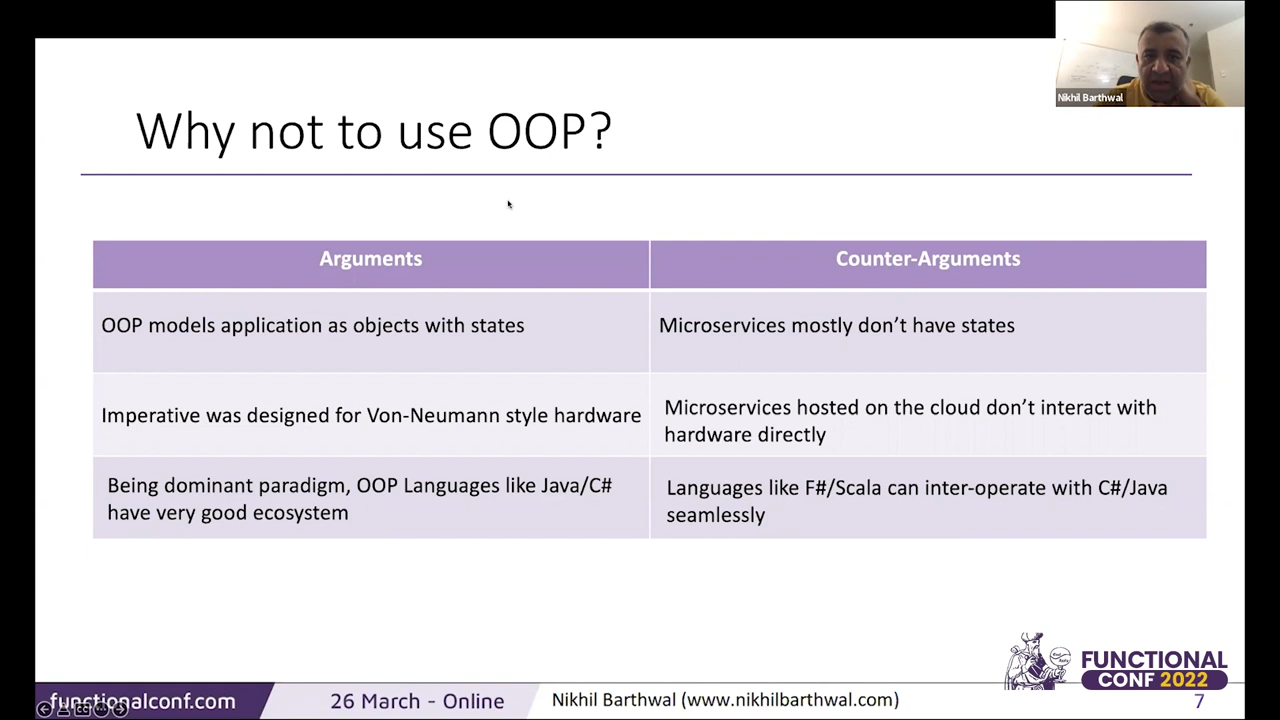 Nikhil Barthwal
Why not to use OOP?
Arguments
Counter-Arguments
OOP models application as objects with states
Microservices mostly don’t have states
Imperative was designed for Von-Neumann style hardware
Microservices hosted on the cloud don’t interact with
hardware directly
Being dominant paradigm, OOP Languages like Java/C#
have very good ecosystem
Languages like F#/Scala can inter-operate with C#/Java
seamlessly
FUNCTIONAL
CONF 2022
functionalconf.com
26 March - Online
Nikhil Barthwal (www.nikhilbarthwal.com)
7